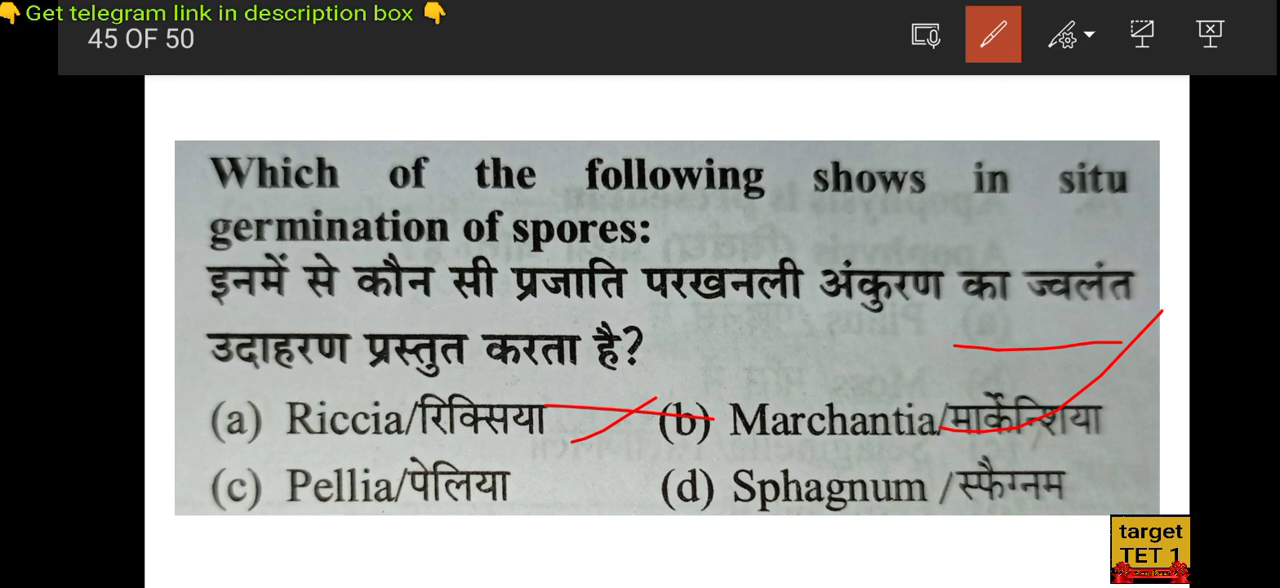 👇 Get telegram link in description box 👇
45 OF 50
Which of the following shows in situ
germination of spores:
इनमें से कौन सी प्रजाति परखनली अंकुरण का ज्वलंत
उदाहरण प्रस्तुत करता है?
(a) Riccia/रिक्सिया (b) Marchantia/मार्केन्शिया
(c) Pellia/पेलिया (d) Sphagnum /स्फैग्नम
target
TET 1